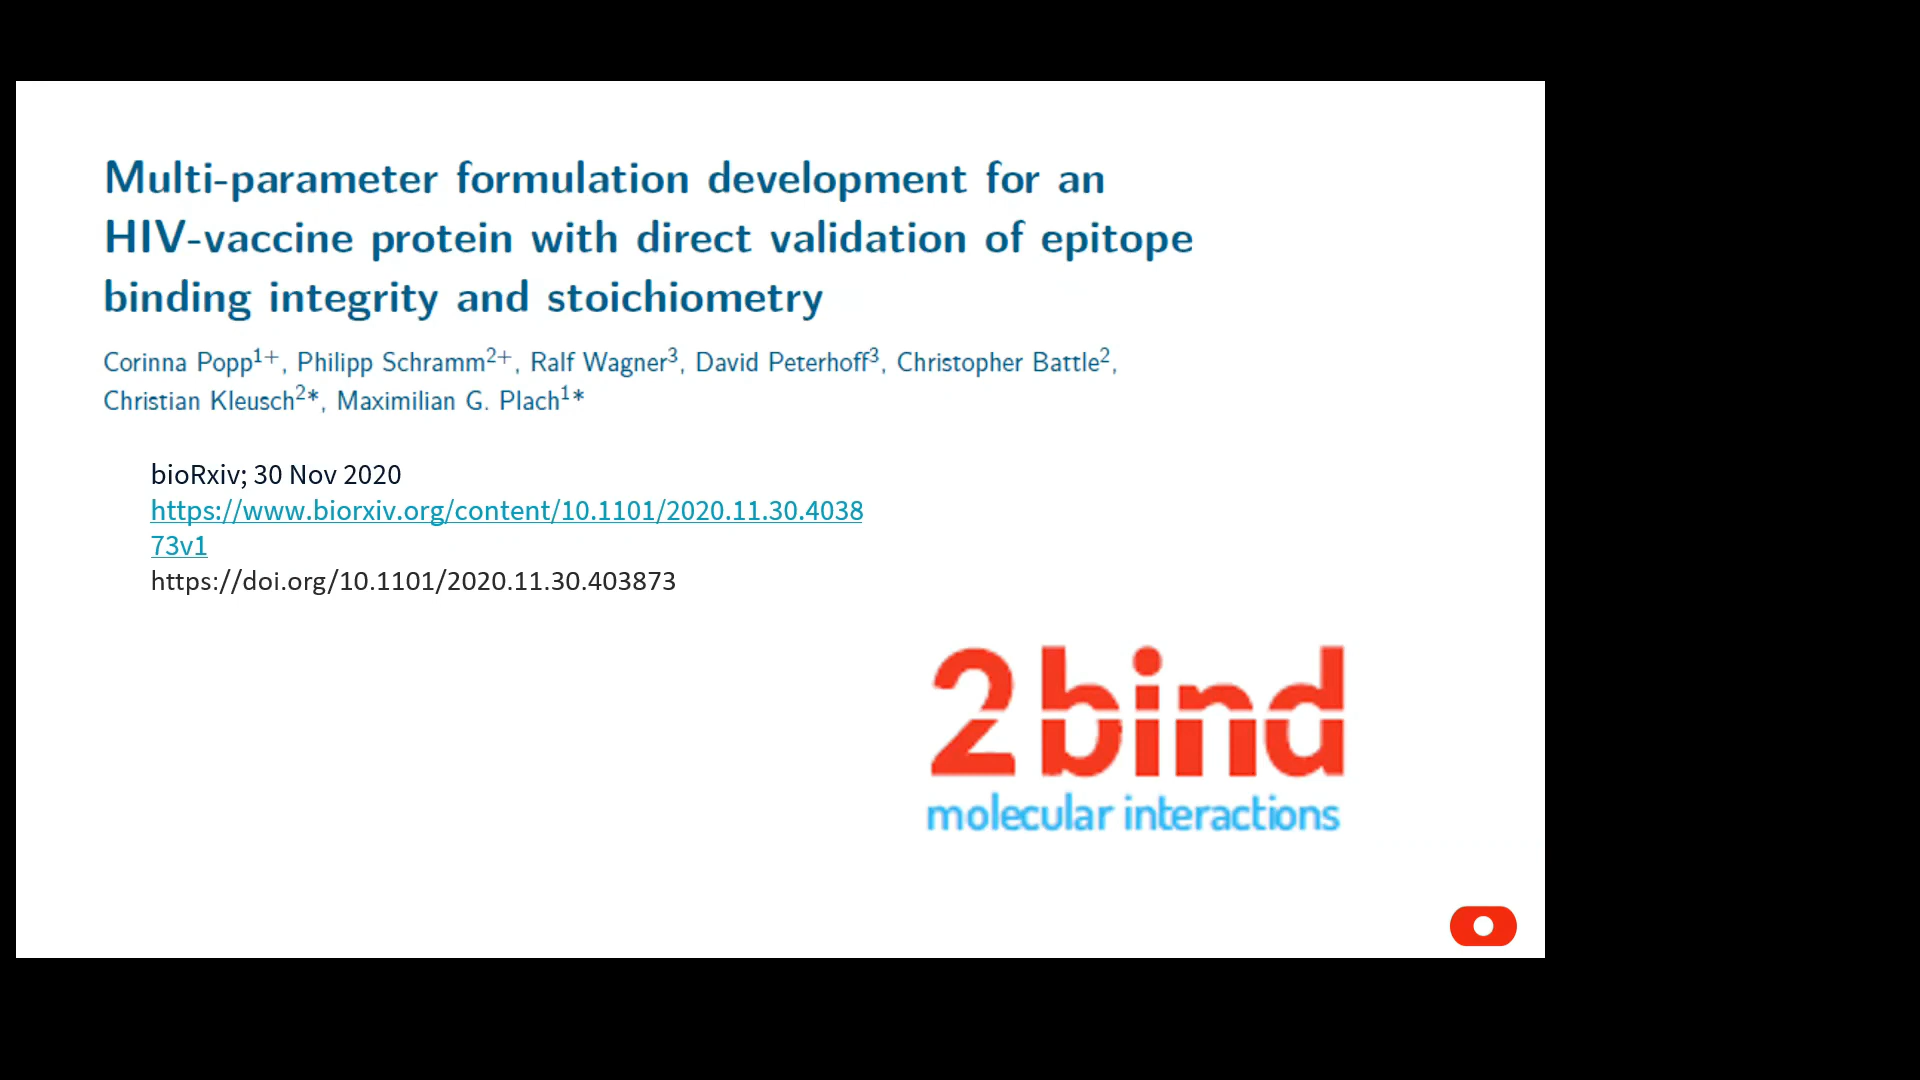 Multi-parameter formulation development for an
HIV-vaccine protein with direct validation of epitope
binding integrity and stoichiometry
Corinna Popp1+, Philipp Schramm2+, Ralf Wagner3, David Peterhoff3, Christopher Battle2,
Christian Kleusch2*, Maximilian G. Plach1*
bioRxiv; 30 Nov 2020
https://www.biorxiv.org/content/10.1101/2020.11.30.4038
73v1
https://doi.org/10.1101/2020.11.30.403873
2bind
molecular interactions